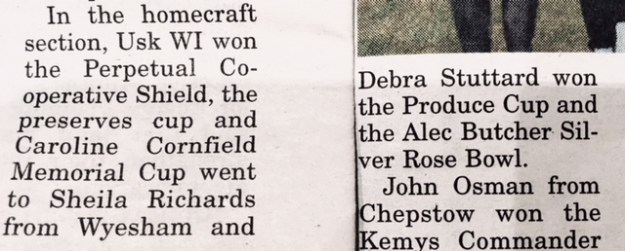 In the homecraft
section, Usk WI won
the Perpetual Co-
operative Shield, the
preserves cup and
Caroline Cornfield
Memorial Cup went
to Sheila Richards
from Wyesham and
Debra Stuttard won
the Produce Cup and
the Alec Butcher Sil-
ver Rose Bowl.
John Osman from
Chepstow won the
Kemys Commander